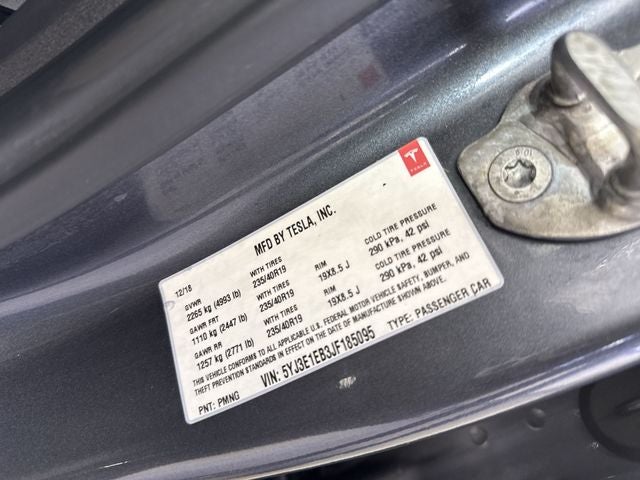 TESLA
MFD BY TESLA, INC.
12/18
GVWR
2265 kg (4993 lb)
WITH TIRES
235/40R19
RIM
19X8.5 J
COLD TIRE PRESSURE
290 kPa, 42 psi
GAWR FRT
1110 kg (2447 lb)
WITH TIRES
235/40R19
RIM
19X8.5 J
COLD TIRE PRESSURE
290 kPa, 42 psi
GAWR RR
1257 kg (2771 lb)
WITH TIRES
235/40R19
THIS VEHICLE CONFORMS TO ALL APPLICABLE U.S. FEDERAL MOTOR VEHICLE SAFETY, BUMPER, AND
THEFT PREVENTION STANDARDS IN EFFECT ON THE DATE OF MANUFACTURE SHOWN ABOVE.
VIN: 5YJ3E1EB3JF185095 TYPE: PASSENGER CAR
PNT: PMNG
10.9